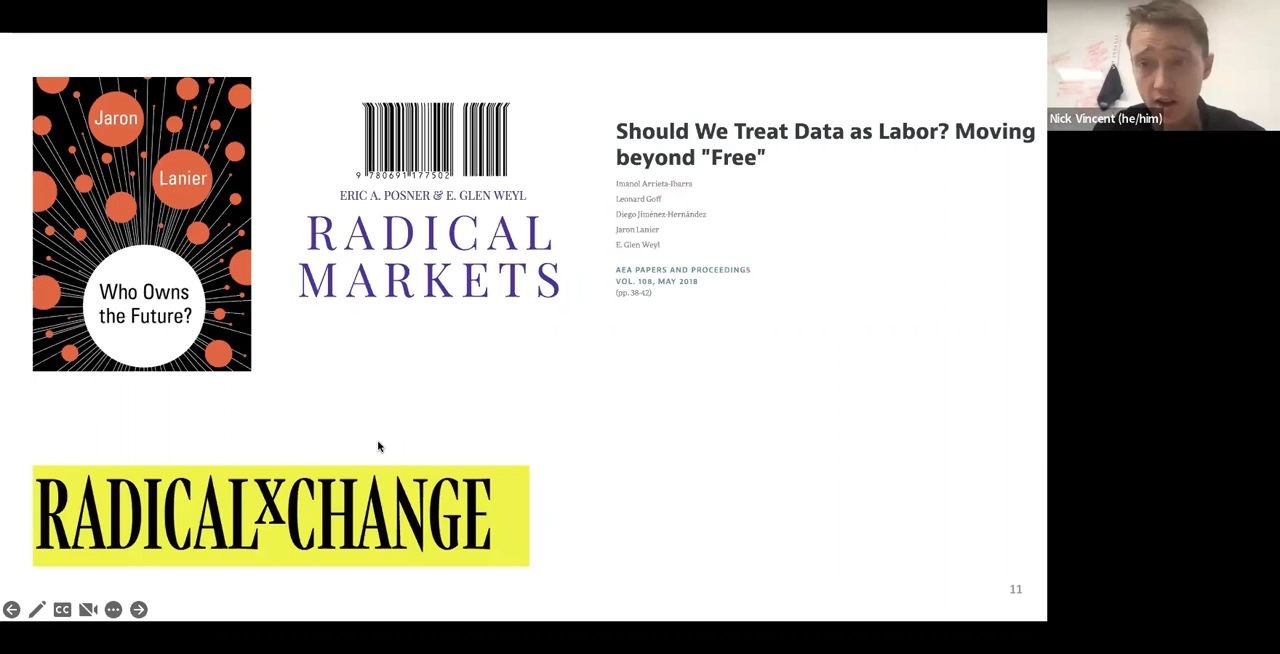 Jaron
Lanier
Who Owns
the Future?
9 780691 177502
ERIC A. POSNER & E. GLEN WEYL
RADICAL
MARKETS
Should We Treat Data as Labor? Moving
beyond "Free"
Imanol Arrieta-Ibarra
Leonard Goff
Diego Jiménez-Hernández
Jaron Lanier
E. Glen Weyl
AEA PAPERS AND PROCEEDINGS
VOL. 108, MAY 2018
(pp. 38-42)
RADICALXCHANGE
11
CC
Nick Vincent (he/him)